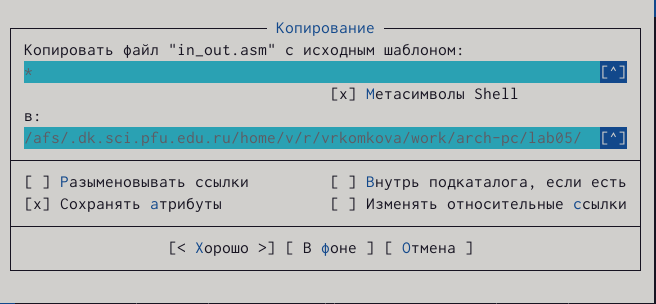 Копирование
Копировать файл "in_out.asm" с исходным шаблоном:
* [^]
[x] Метасимволы Shell
в:
/afs/.dk.sci.pfu.edu.ru/home/v/r/vrkomkova/work/arch-pc/lab05/ [^]
[ ] Разыменовывать ссылки [ ] Внутрь подкаталога, если есть
[x] Сохранять атрибуты [ ] Изменять относительные ссылки
[< Хорошо >] [ В фоне ] [ Отмена ]